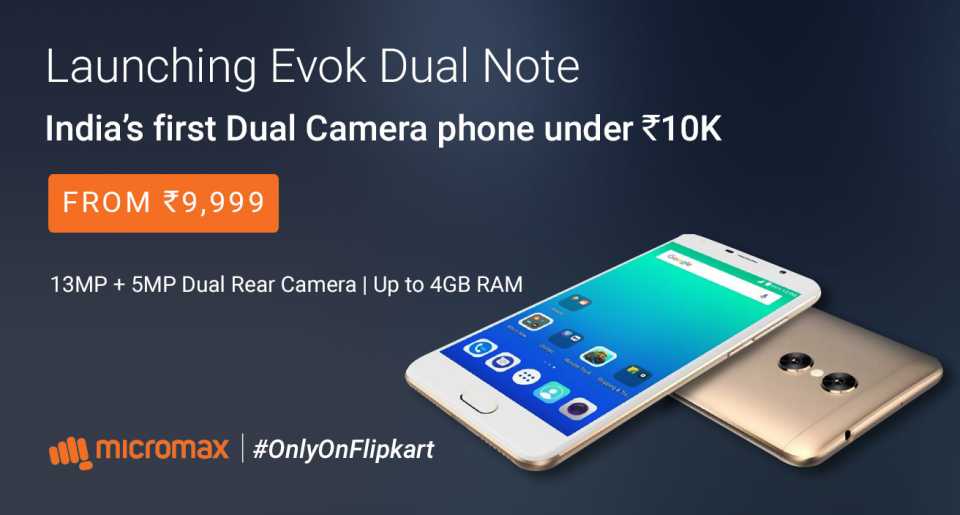 Launching Evok Dual Note
India's first Dual Camera phone under ₹10K
FROM ₹9,999
13MP + 5MP Dual Rear Camera | Up to 4GB RAM
Google
micromax | #OnlyOnFlipkart